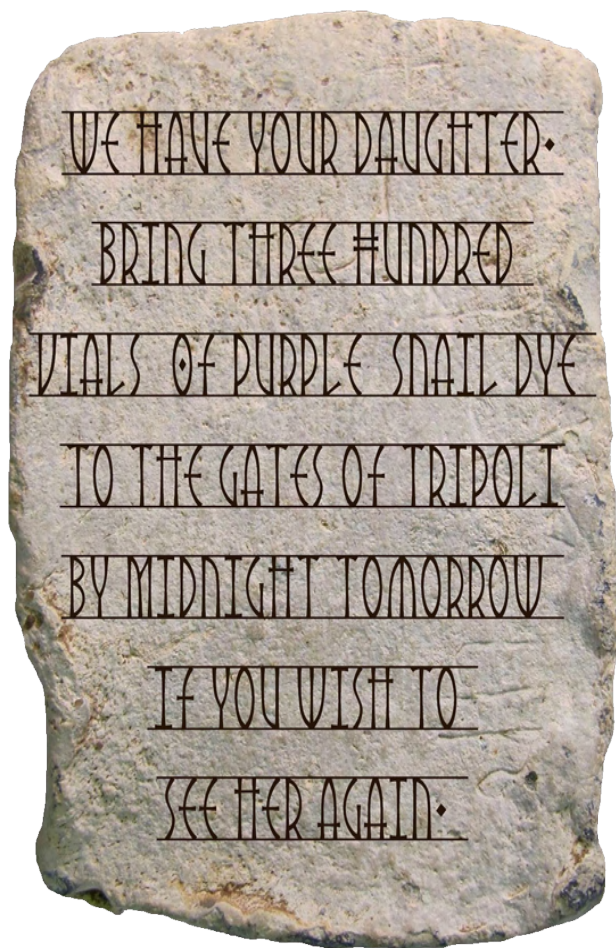 WE HAVE YOUR DAUGHTER·
BRING THREE HUNDRED
VIALS OF PURPLE SNAIL DYE
TO THE GATES OF TRIPOLI
BY MIDNIGHT TOMORROW
IF YOU WISH TO
SEE HER AGAIN·